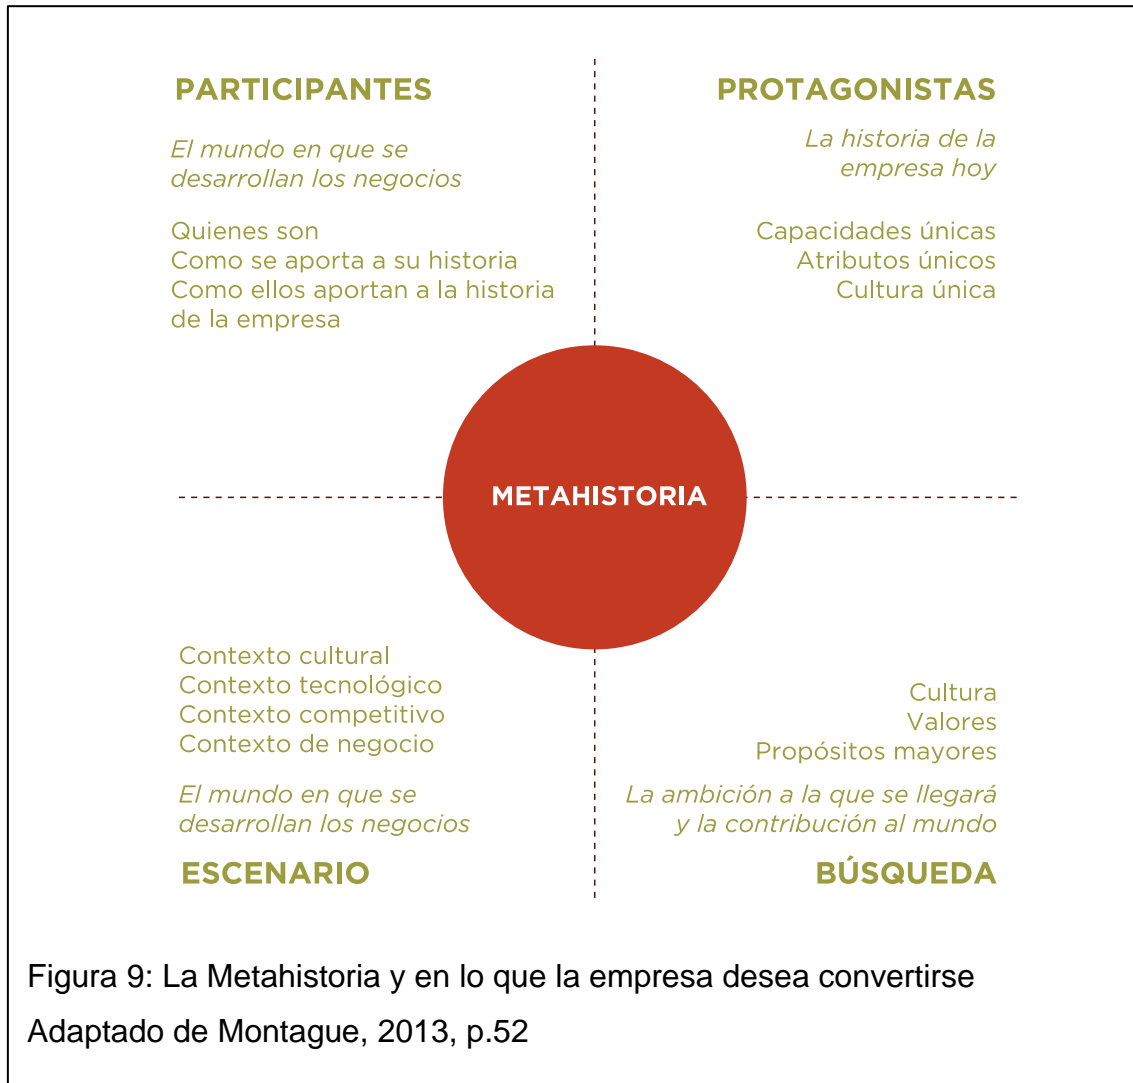 PARTICIPANTES
El mundo en que se
desarrollan los negocios
Quienes son
Como se aporta a su historia
Como ellos aportan a la historia
de la empresa
PROTAGONISTAS
La historia de la
empresa hoy
Capacidades únicas
Atributos únicos
Cultura única
METAHISTORIA
Contexto cultural
Contexto tecnológico
Contexto competitivo
Contexto de negocio
El mundo en que se
desarrollan los negocios
ESCENARIO
Cultura
Valores
Propósitos mayores
La ambición a la que se llegará
y la contribución al mundo
BÚSQUEDA
Figura 9: La Metahistoria y en lo que la empresa desea convertirse
Adaptado de Montague, 2013, p.52